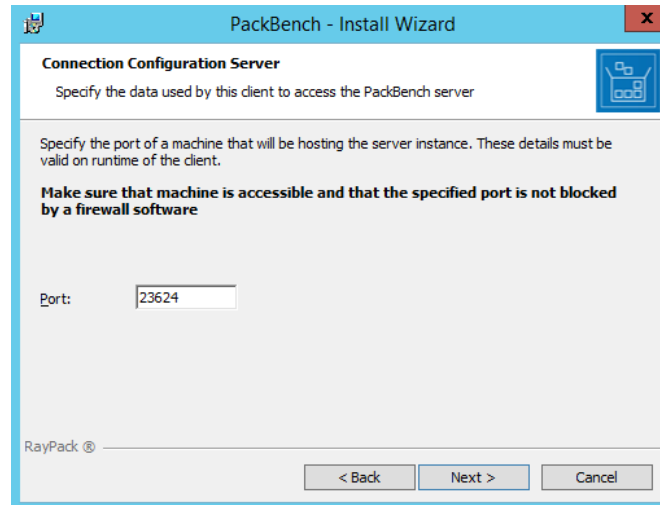 PackBench - Install Wizard
x
Connection Configuration Server
Specify the data used by this client to access the PackBench server
Specify the port of a machine that will be hosting the server instance. These details must be
valid on runtime of the client.
Make sure that machine is accessible and that the specified port is not blocked
by a firewall software
Port: 23624
RayPack ®
< Back Next > Cancel